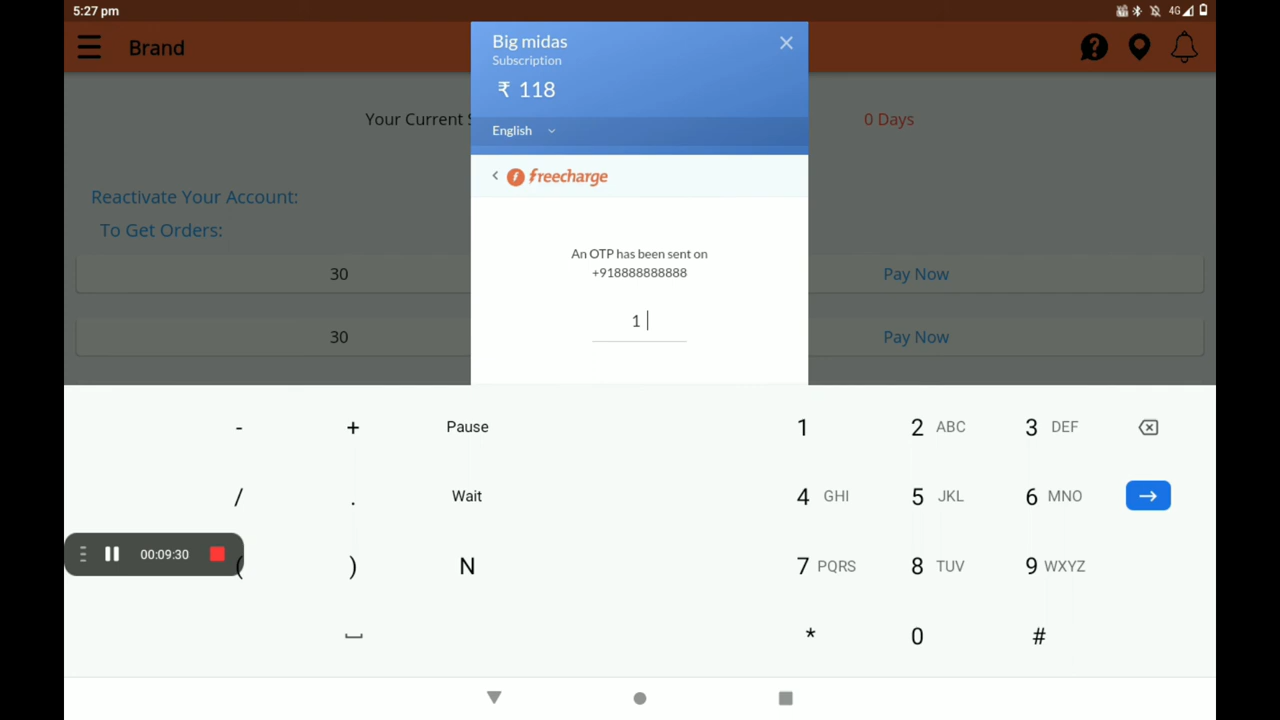 5:27 pm
4G
Brand
Big midas
Subscription
₹ 118
English
Your Current S
0 Days
freecharge
Reactivate Your Account:
To Get Orders:
An OTP has been sent on
+918888888888
30 Pay Now
1
30 Pay Now
- + Pause 1 2 ABC 3 DEF
/ . Wait 4 GHI 5 JKL 6 MNO
00:09:30
( ) N 7 PQRS 8 TUV 9 WXYZ
* 0 #